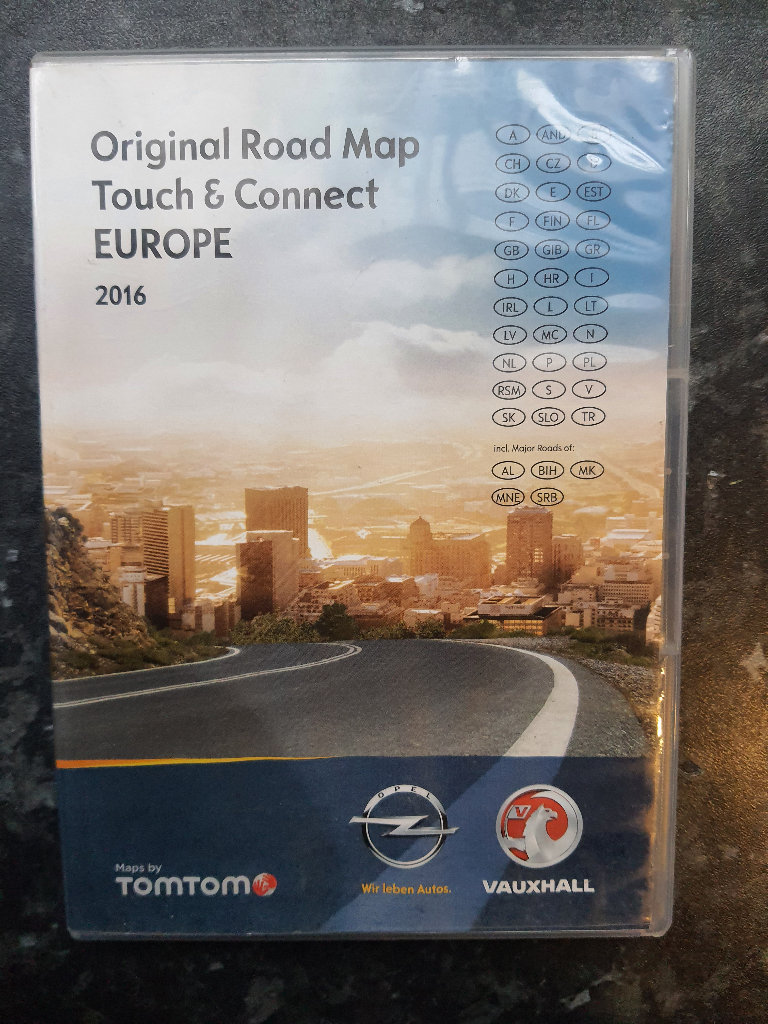 Original Road Map
Touch & Connect
EUROPE
2016
A AND
CH CZ D
DK E EST
F FIN FL
GB GIB GR
H HR I
IRL L LT
LV MC N
NL P PL
RSM S V
SK SLO TR
incl. Major Roads of:
AL BIH MK
MNE SRB
OPEL
V
Maps by
TOMTOM
Wir leben Autos.
VAUXHALL